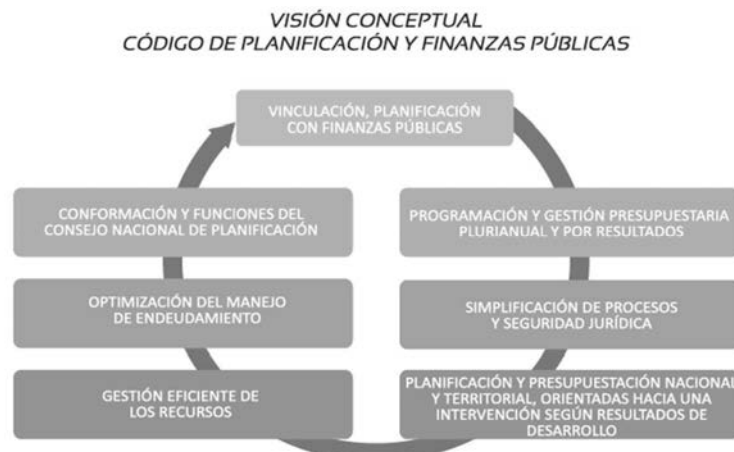 VISIÓN CONCEPTUAL
CÓDIGO DE PLANIFICACIÓN Y FINANZAS PÚBLICAS
VINCULACIÓN, PLANIFICACIÓN
CON FINANZAS PÚBLICAS
PROGRAMACIÓN Y GESTIÓN PRESUPUESTARIA
PLURIANUAL Y POR RESULTADOS
SIMPLIFICACIÓN DE PROCESOS
Y SEGURIDAD JURÍDICA
PLANIFICACIÓN Y PRESUPUESTACIÓN NACIONAL
Y TERRITORIAL, ORIENTADAS HACIA UNA
INTERVENCIÓN SEGÚN RESULTADOS DE
DESARROLLO
GESTIÓN EFICIENTE DE
LOS RECURSOS
OPTIMIZACIÓN DEL MANEJO
DE ENDEUDAMIENTO
CONFORMACIÓN Y FUNCIONES DEL
CONSEJO NACIONAL DE PLANIFICACIÓN